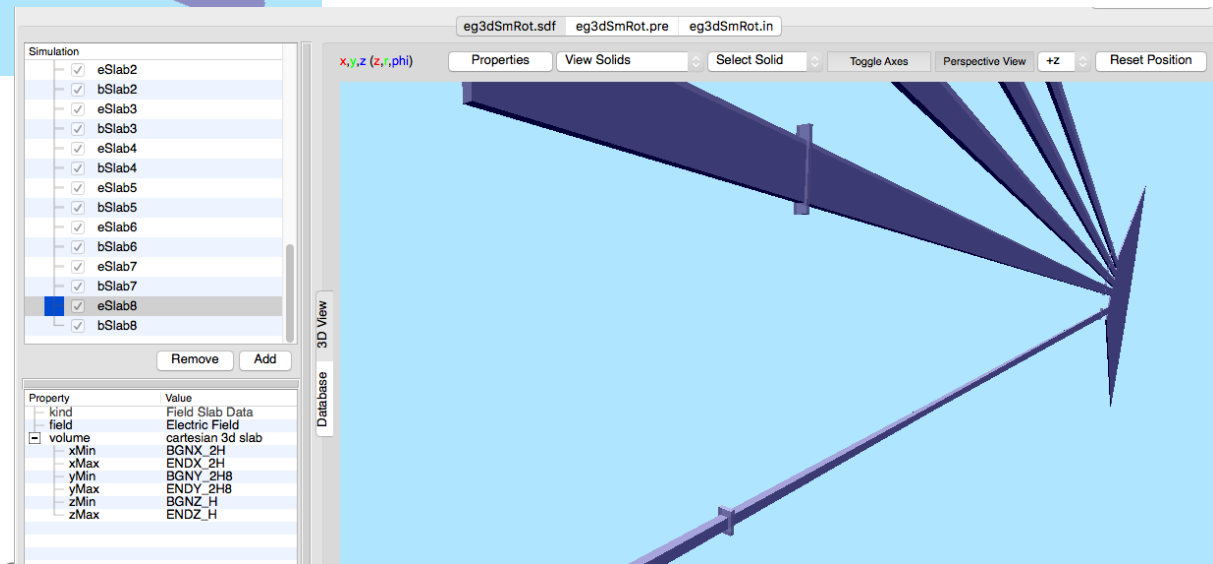 eg3dSmRot.sdf eg3dSmRot.pre eg3dSmRot.in
Simulation
eSlab2
bSlab2
eSlab3
bSlab3
eSlab4
bSlab4
eSlab5
bSlab5
eSlab6
bSlab6
eSlab7
bSlab7
eSlab8
bSlab8
Remove Add
Property Value
kind Field Slab Data
field Electric Field
volume cartesian 3d slab
xMin BGNX_2H
xMax ENDX_2H
yMin BGNY_2H8
yMax ENDY_2H8
zMin BGNZ_H
zMax ENDZ_H
3D View
Database
x,y,z (z,r,phi) Properties View Solids Select Solid Toggle Axes Perspective View +Z Reset Position